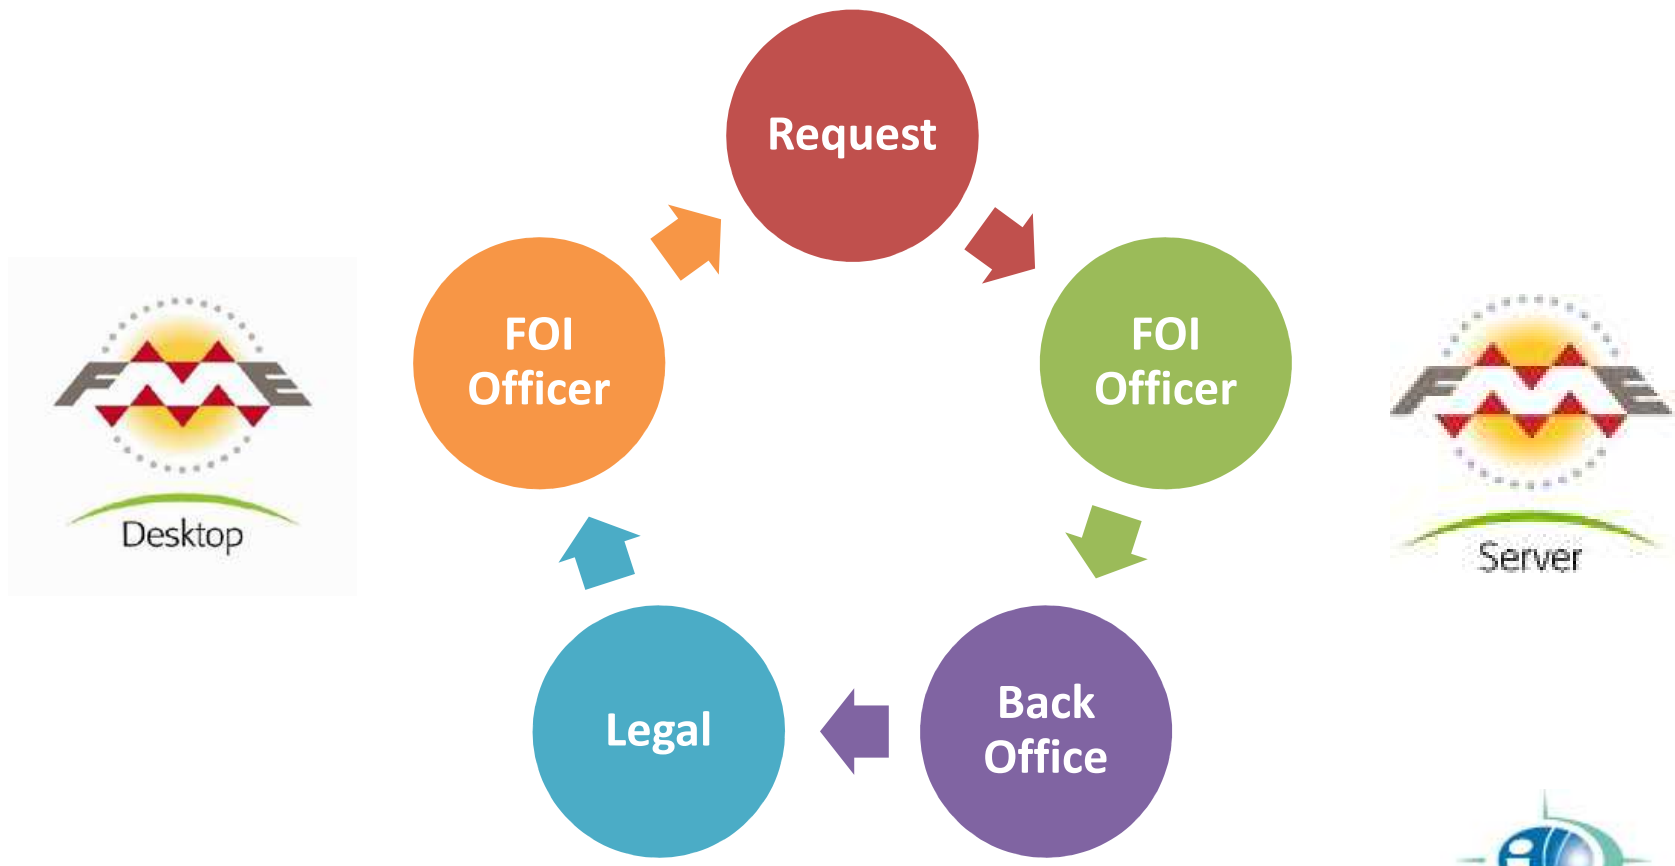 Request
FOI
Officer
FOI
Officer
FME
Desktop
FME
Server
Legal
Back
Office
i